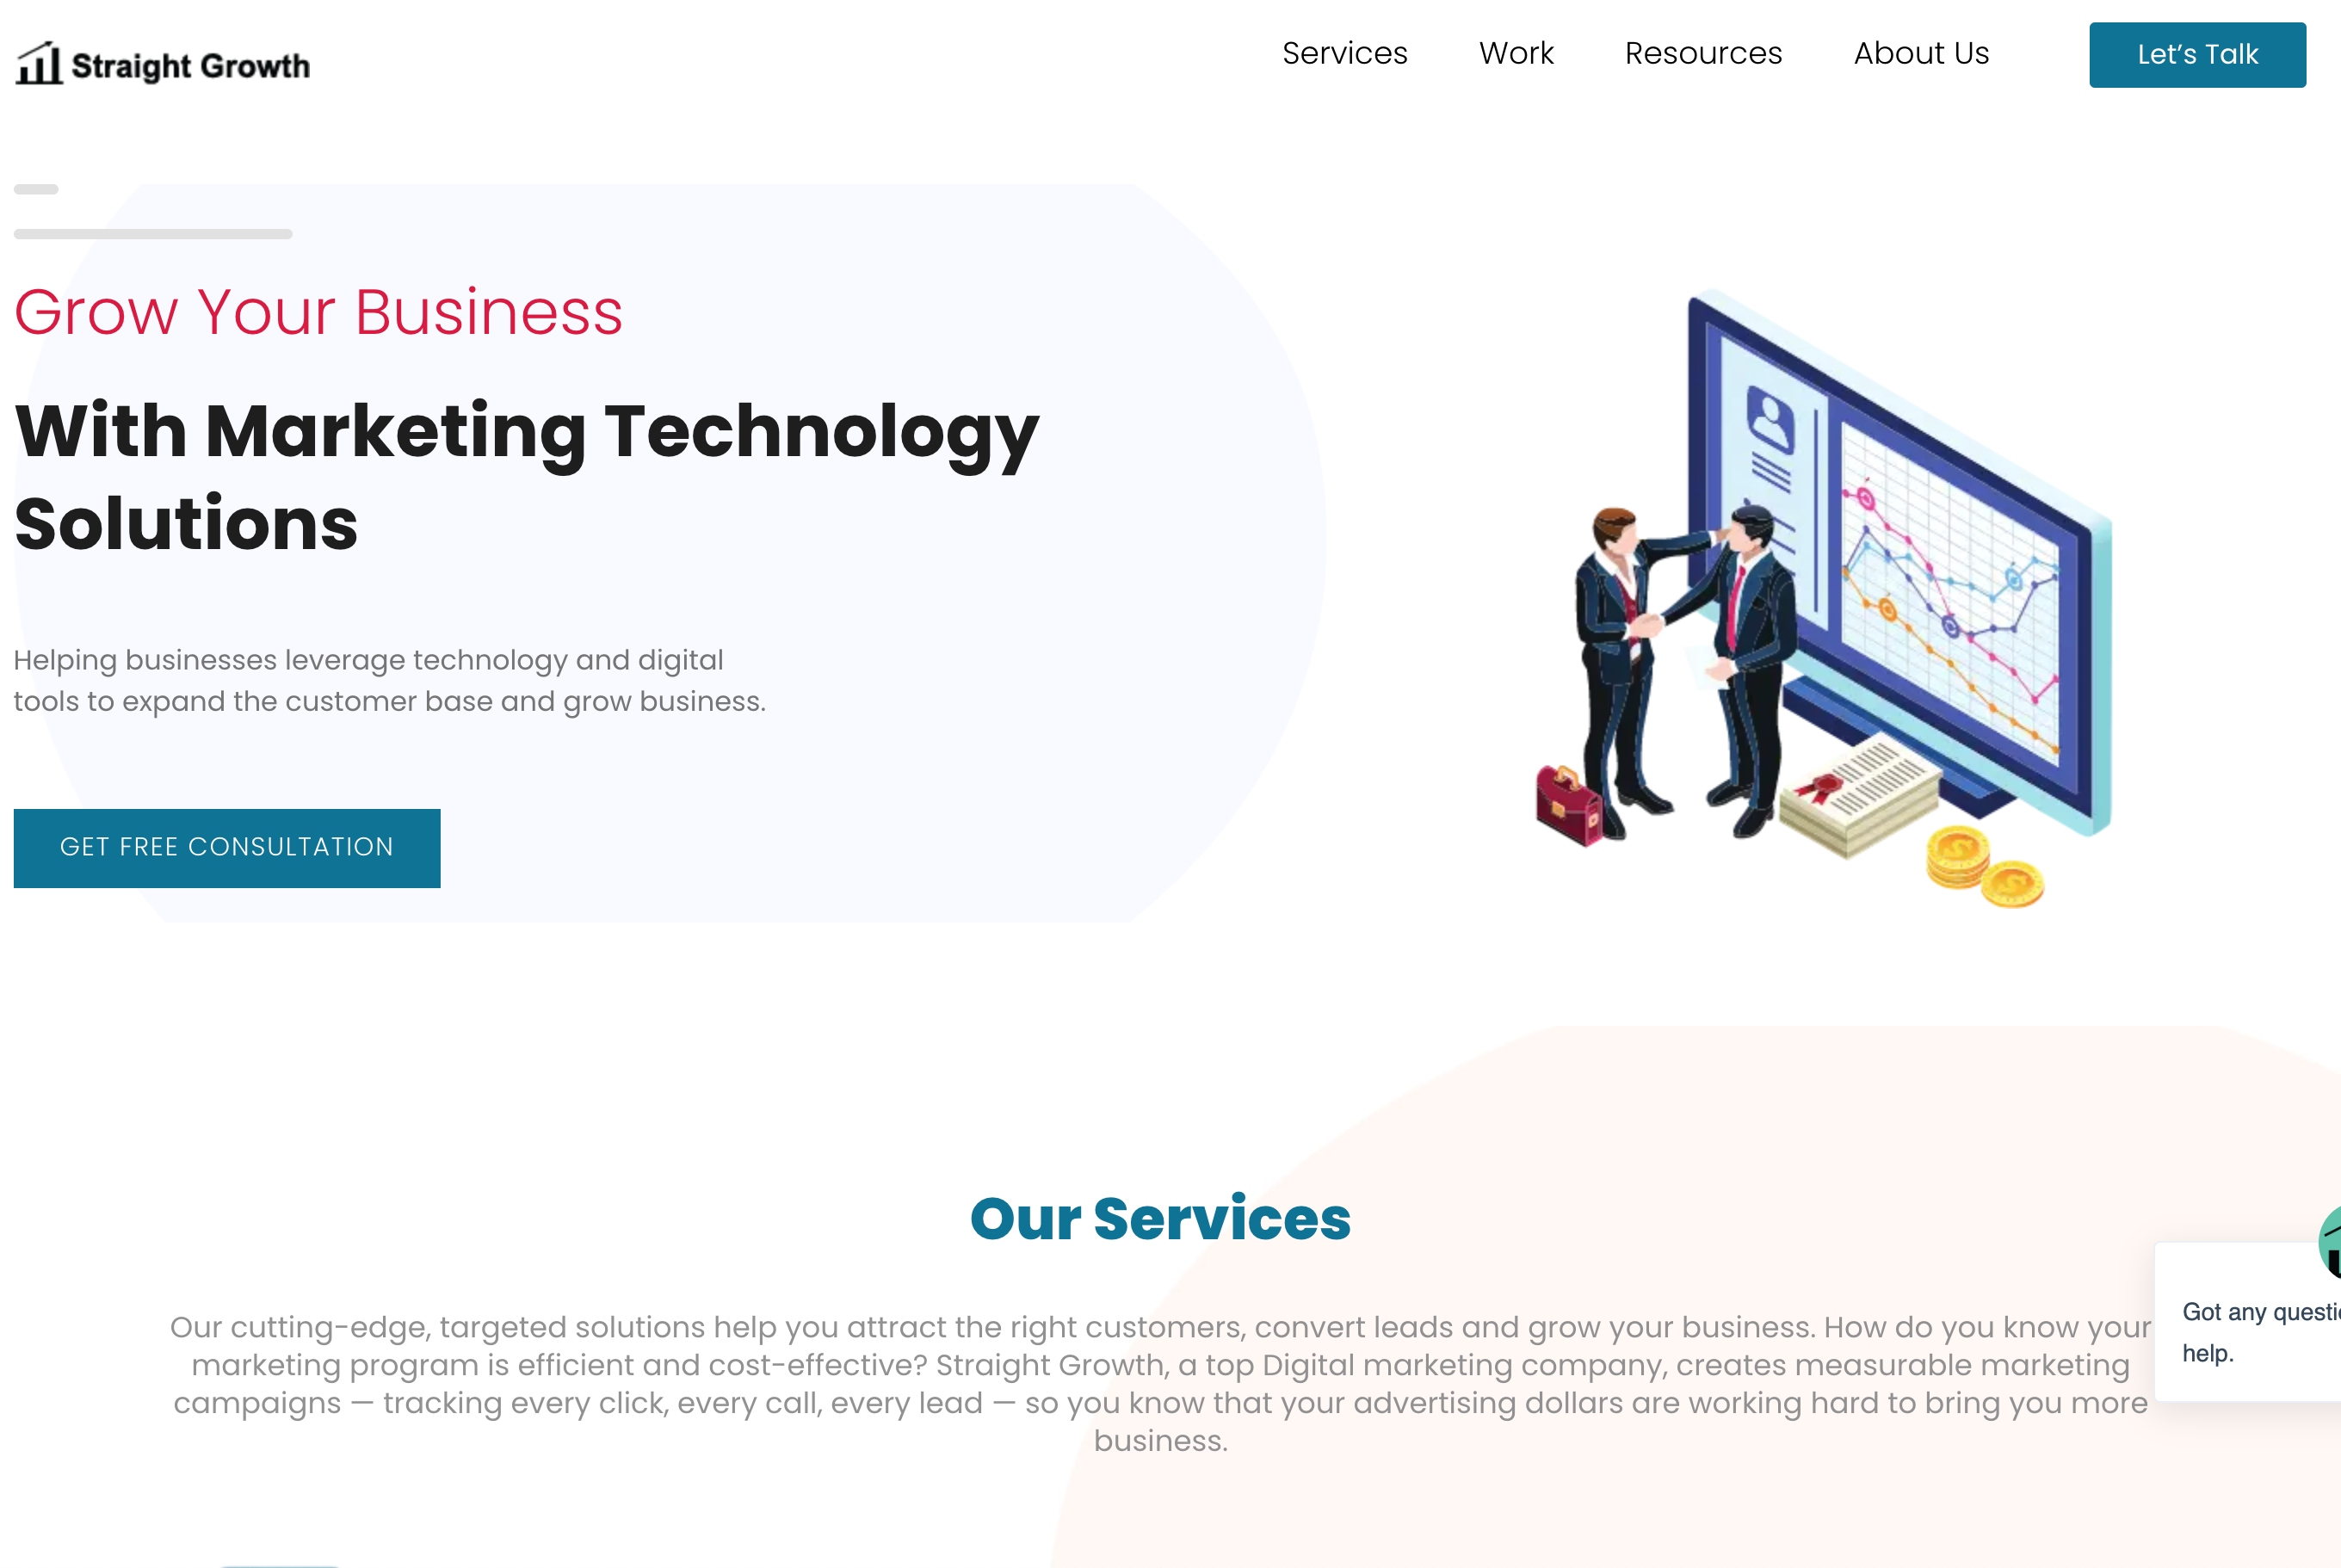 Straight Growth
Services
Work
Resources
About Us
Let’s Talk
Grow Your Business
With Marketing Technology
Solutions
Helping businesses leverage technology and digital
tools to expand the customer base and grow business.
GET FREE CONSULTATION
Our Services
Our cutting-edge, targeted solutions help you attract the right customers, convert leads and grow your business. How do you know your
marketing program is efficient and cost-effective? Straight Growth, a top Digital marketing company, creates measurable marketing
campaigns — tracking every click, every call, every lead — so you know that your advertising dollars are working hard to bring you more
business.
Got any
help.